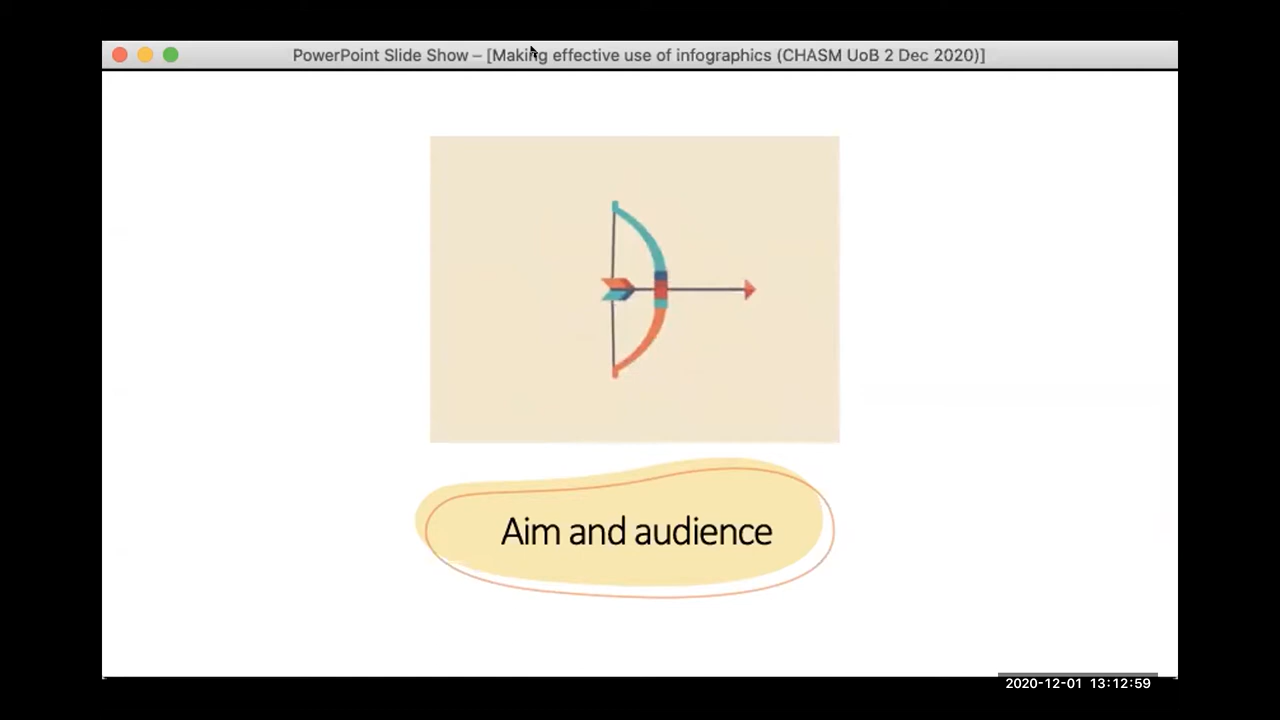 PowerPoint Slide Show – [Making effective use of infographics (CHASM UoB 2 Dec 2020)]
Aim and audience
2020-12-01 13:12:59